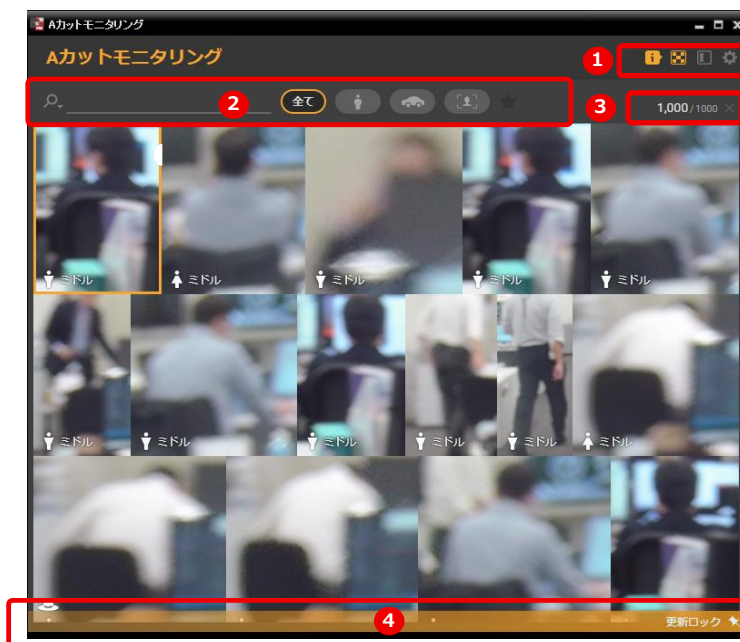 Aカットモニタリング
Aカットモニタリング
1
2
全て
3
1,000/1000
ミドル ミドル ミドル ミドル ミドル
ミドル ミドル ミドル ミドル ミドル ミドル
4
更新ロック